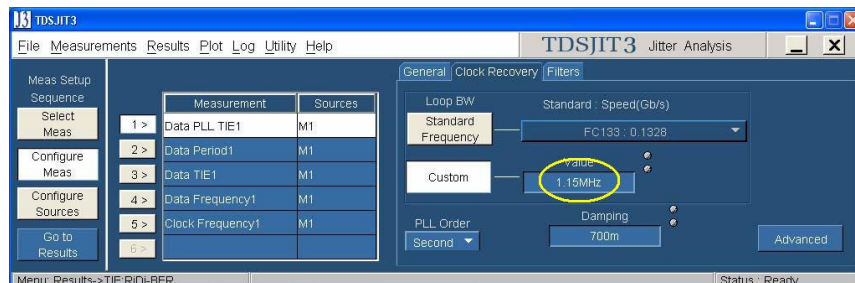 TDSJIT3
File Measurements Results Plot Log Utility Help
TDSJIT3 Jitter Analysis
Meas Setup
Sequence
Select
Meas
Configure
Meas
Configure
Sources
Go to
Results
Measurement Sources
1 > Data PLL TIE1 M1
2 > Data Period1 M1
3 > Data TIE1 M1
4 > Data Frequency1 M1
5 > Clock Frequency1 M1
6 >
General Clock Recovery Filters
Loop BW
Standard : Speed(Gb/s)
Standard
Frequency
FC133 : 0.1328
Custom
Value
1.15MHz
PLL Order
Second
Damping
700m
Advanced
Menu: Results->TIE:RjDj-BER
Status : Ready